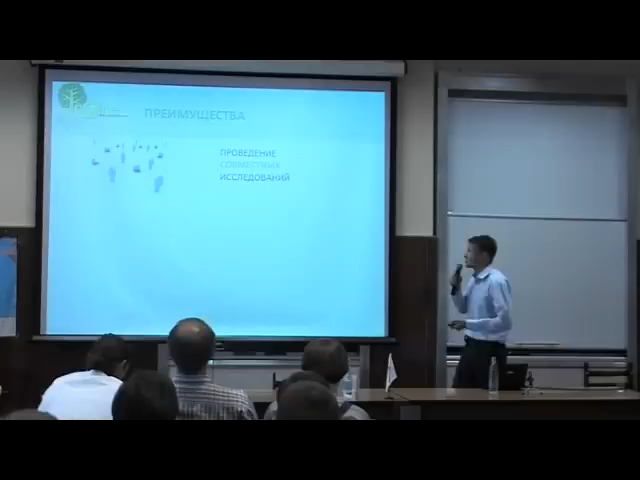 ПРЕИМУЩЕСТВА
ПРОВЕДЕНИЕ
СОВМЕСТНЫХ
ИССЛЕДОВАНИЙ